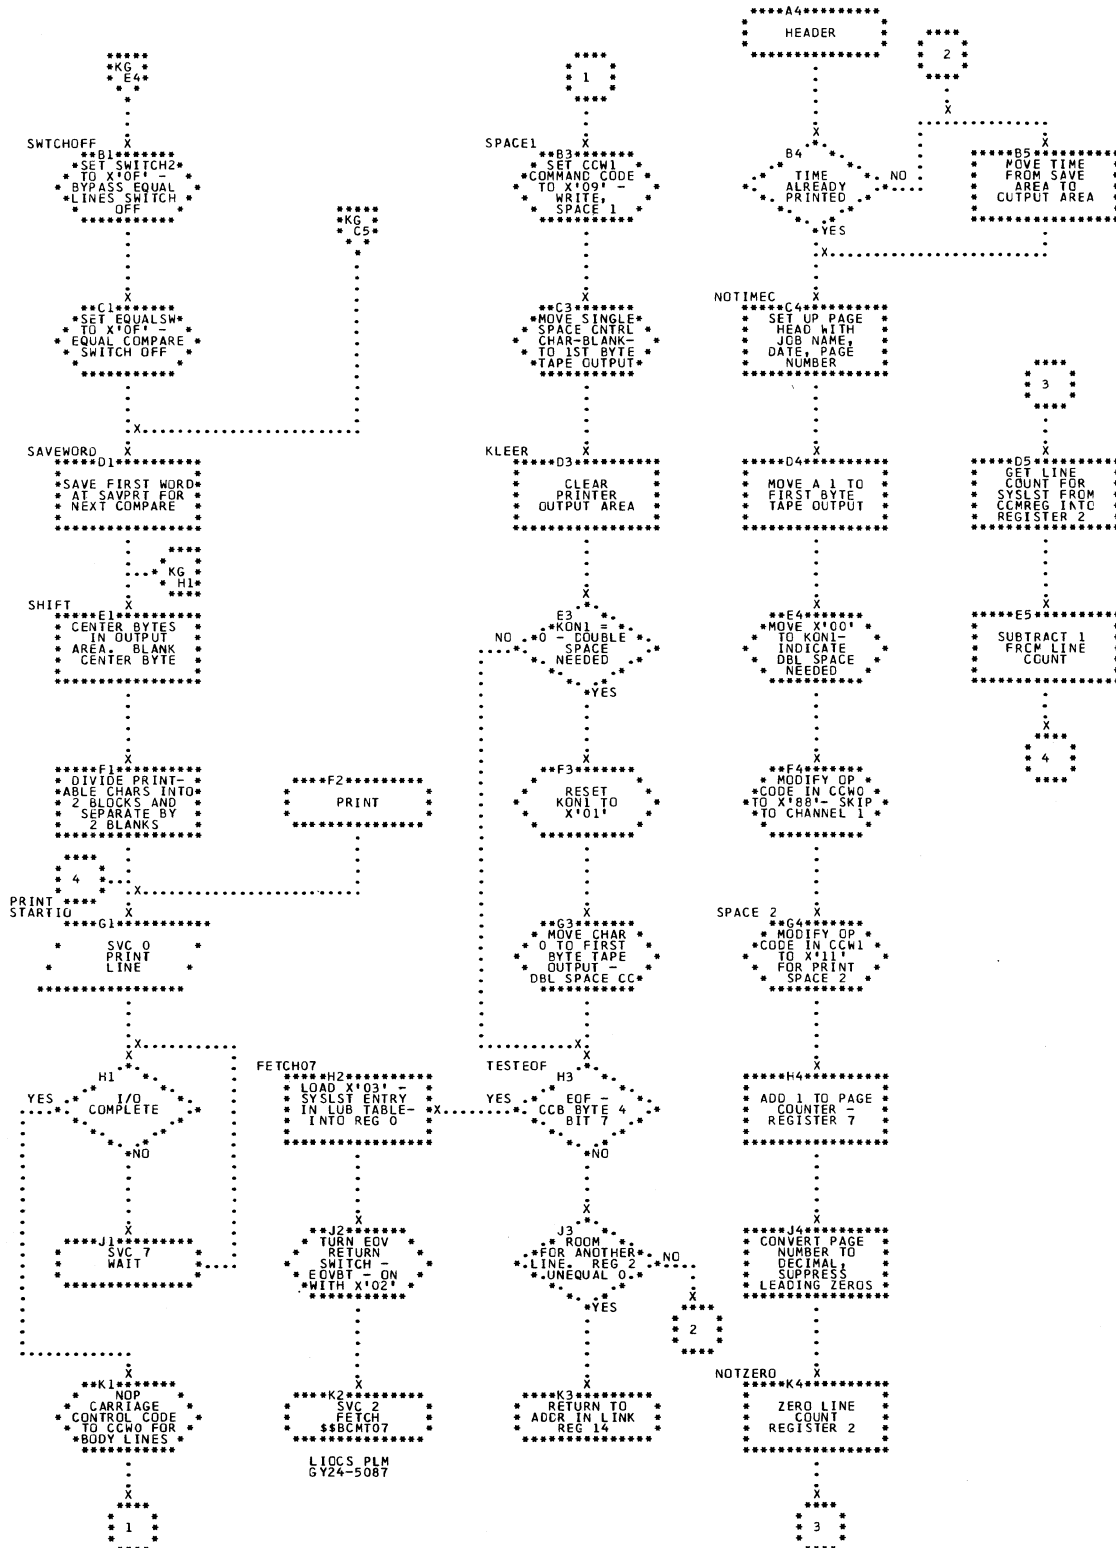 KG
E4
SWTCHOFF
B1
SET SWITCH2
TO X'0F' -
BYPASS EQUAL
LINES SWITCH
OFF
KG
C5
C1
SET EQUALSW
TO X'0F' -
EQUAL COMPARE
SWITCH OFF
SAVEWORD
D1
SAVE FIRST WORD
AT SAVPRT FOR
NEXT COMPARE
KG
H1
SHIFT
E1
CENTER BYTES
IN OUTPUT
AREA. BLANK
CENTER BYTE
F1
DIVIDE PRINT-
ABLE CHARS INTO
2 BLOCKS AND
SEPARATE BY
2 BLANKS
F2
PRINT
4
PRINT
STARTIO
G1
SVC 0
PRINT
LINE
H1
I/O
COMPLETE
YES
NO
J1
SVC 7
WAIT
K1
NOP
CARRIAGE
CONTROL CODE
TO CCW0 FOR
BODY LINES
1
FETCH07
H2
LOAD X'03' -
SYSLST ENTRY
IN LUB TABLE-
INTO REG 0
J2
TURN EOV
RETURN
SWITCH -
EOVBT - ON
WITH X'02'
K2
SVC 2
FETCH
$$BCMT07
LIOCS PLM
GY24-5087
1
SPACE1
B3
SET CCW1
COMMAND CODE
TO X'09' -
WRITE,
SPACE 1
C3
MOVE SINGLE
SPACE CNTRL
CHAR-BLANK-
TO 1ST BYTE
TAPE OUTPUT
KLEER
D3
CLEAR
PRINTER
OUTPUT AREA
E3
KON1 =
0 - DOUBLE
SPACE
NEEDED
NO
YES
F3
RESET
KON1 TO
X'01'
G3
MOVE CHAR
0 TO FIRST
BYTE TAPE
OUTPUT -
DBL SPACE CC
TESTEOF
H3
EOF -
CCB BYTE 4
BIT 7
YES
NO
J3
ROOM
FOR ANOTHER
LINE. REG 2
UNEQUAL 0
NO
YES
2
K3
RETURN TO
ADDR IN LINK
REG 14
A4
HEADER
2
B4
TIME
ALREADY
PRINTED
NO
YES
B5
MOVE TIME
FROM SAVE
AREA TO
OUTPUT AREA
NOTIMEC
C4
SET UP PAGE
HEAD WITH
JOB NAME,
DATE, PAGE
NUMBER
D4
MOVE A 1 TO
FIRST BYTE
TAPE OUTPUT
E4
MOVE X'00'
TO KON1-
INDICATE
DBL SPACE
NEEDED
F4
MODIFY OP
CODE IN CCW0
TO X'88'- SKIP
TO CHANNEL 1
SPACE 2
G4
MODIFY OP
CODE IN CCW1
TO X'11'
FOR PRINT
SPACE 2
H4
ADD 1 TO PAGE
COUNTER -
REGISTER 7
J4
CONVERT PAGE
NUMBER TO
DECIMAL,
SUPPRESS
LEADING ZEROS
NOTZERO
K4
ZERO LINE
COUNT
REGISTER 2
3
3
D5
GET LINE
COUNT FOR
SYSLST FROM
COMREG INTO
REGISTER 2
E5
SUBTRACT 1
FROM LINE
COUNT
4